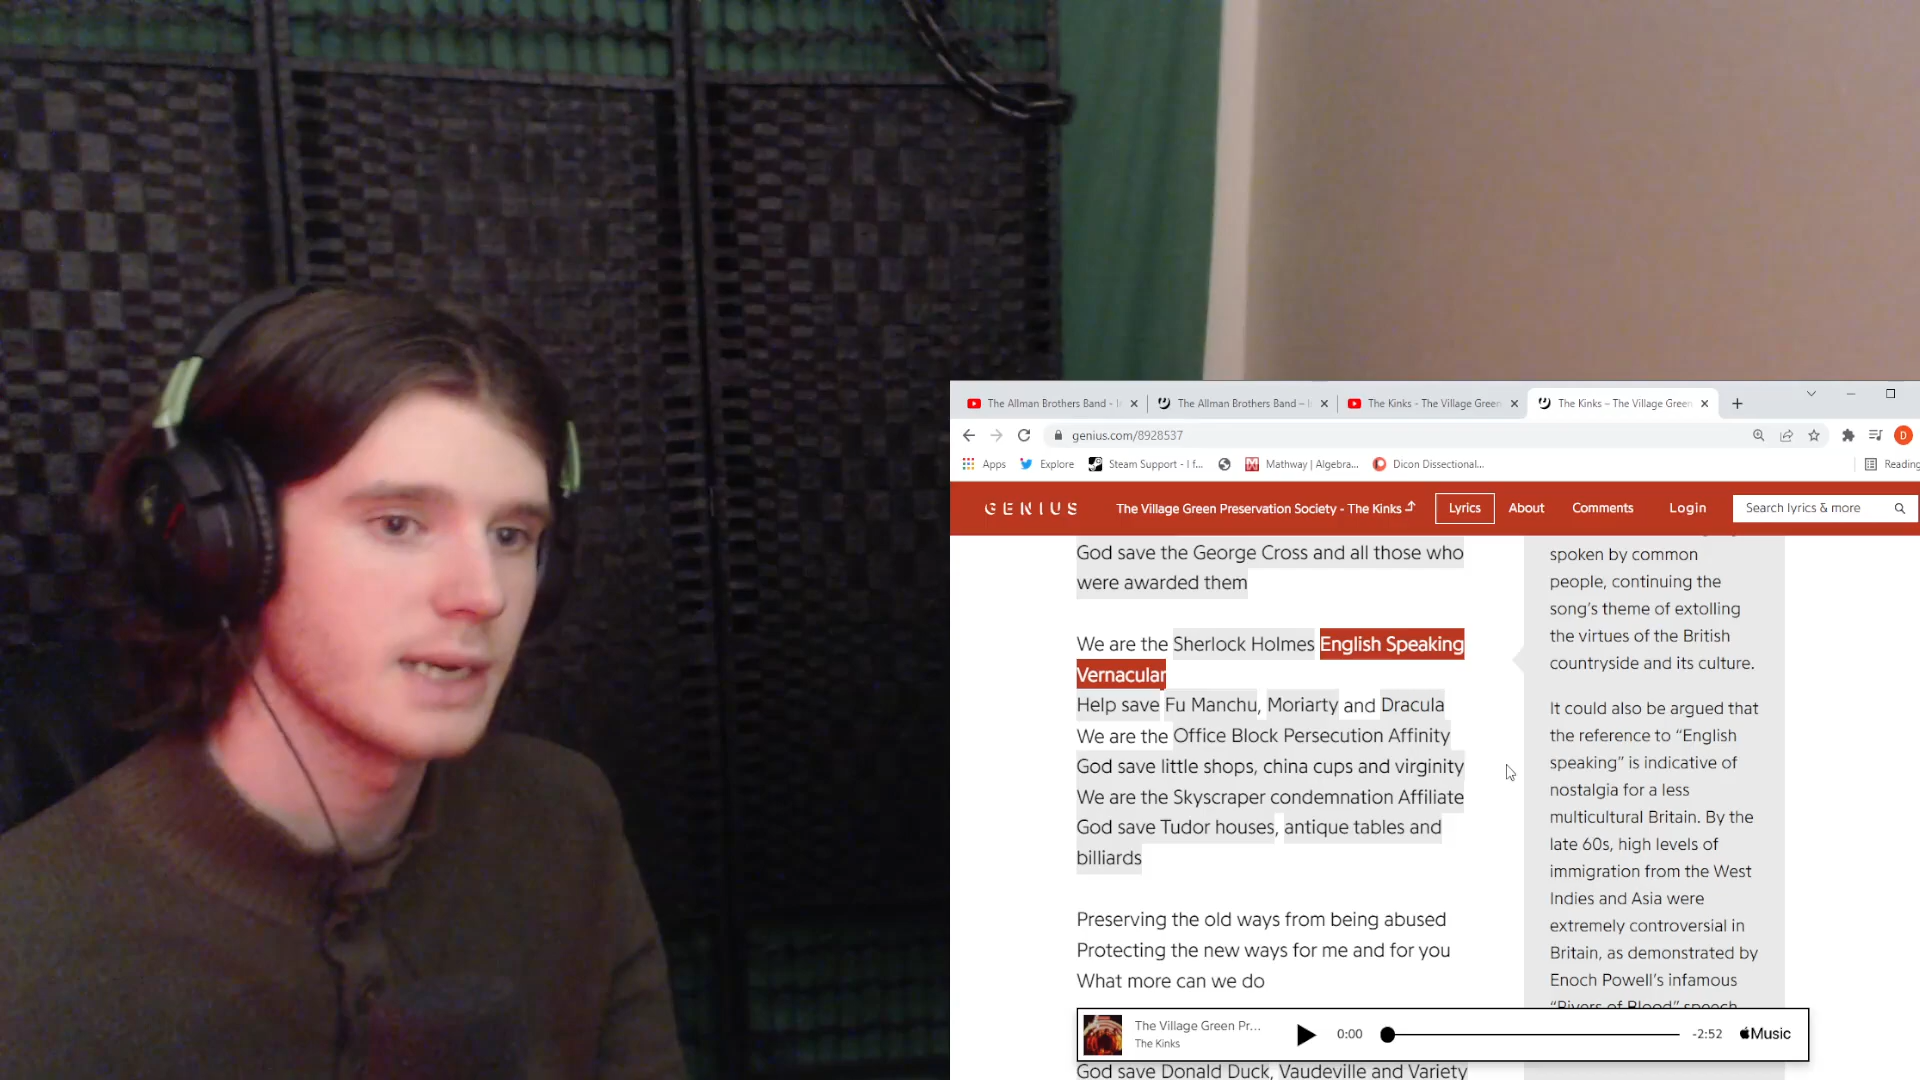 The Allman Brothers Band - I
The Allman Brothers Band – I
The Kinks - The Village Green
The Kinks – The Village Green
genius.com/8928537
D
Apps
Explore
Steam Support - I f...
Mathway | Algebra...
Dicon Dissectional...
Reading
GENIUS
The Village Green Preservation Society - The Kinks
Lyrics
About
Comments
Login
Search lyrics & more
God save the George Cross and all those who
were awarded them
We are the Sherlock Holmes English Speaking
Vernacular
Help save Fu Manchu, Moriarty and Dracula
We are the Office Block Persecution Affinity
God save little shops, china cups and virginity
We are the Skyscraper condemnation Affiliate
God save Tudor houses, antique tables and
billiards
Preserving the old ways from being abused
Protecting the new ways for me and for you
What more can we do
God save Donald Duck, Vaudeville and Variety
spoken by common
people, continuing the
song's theme of extolling
the virtues of the British
countryside and its culture.
It could also be argued that
the reference to “English
speaking” is indicative of
nostalgia for a less
multicultural Britain. By the
late 60s, high levels of
immigration from the West
Indies and Asia were
extremely controversial in
Britain, as demonstrated by
Enoch Powell's infamous
“Rivers of Blood” speech
The Village Green Pr...
The Kinks
0:00
-2:52
Music